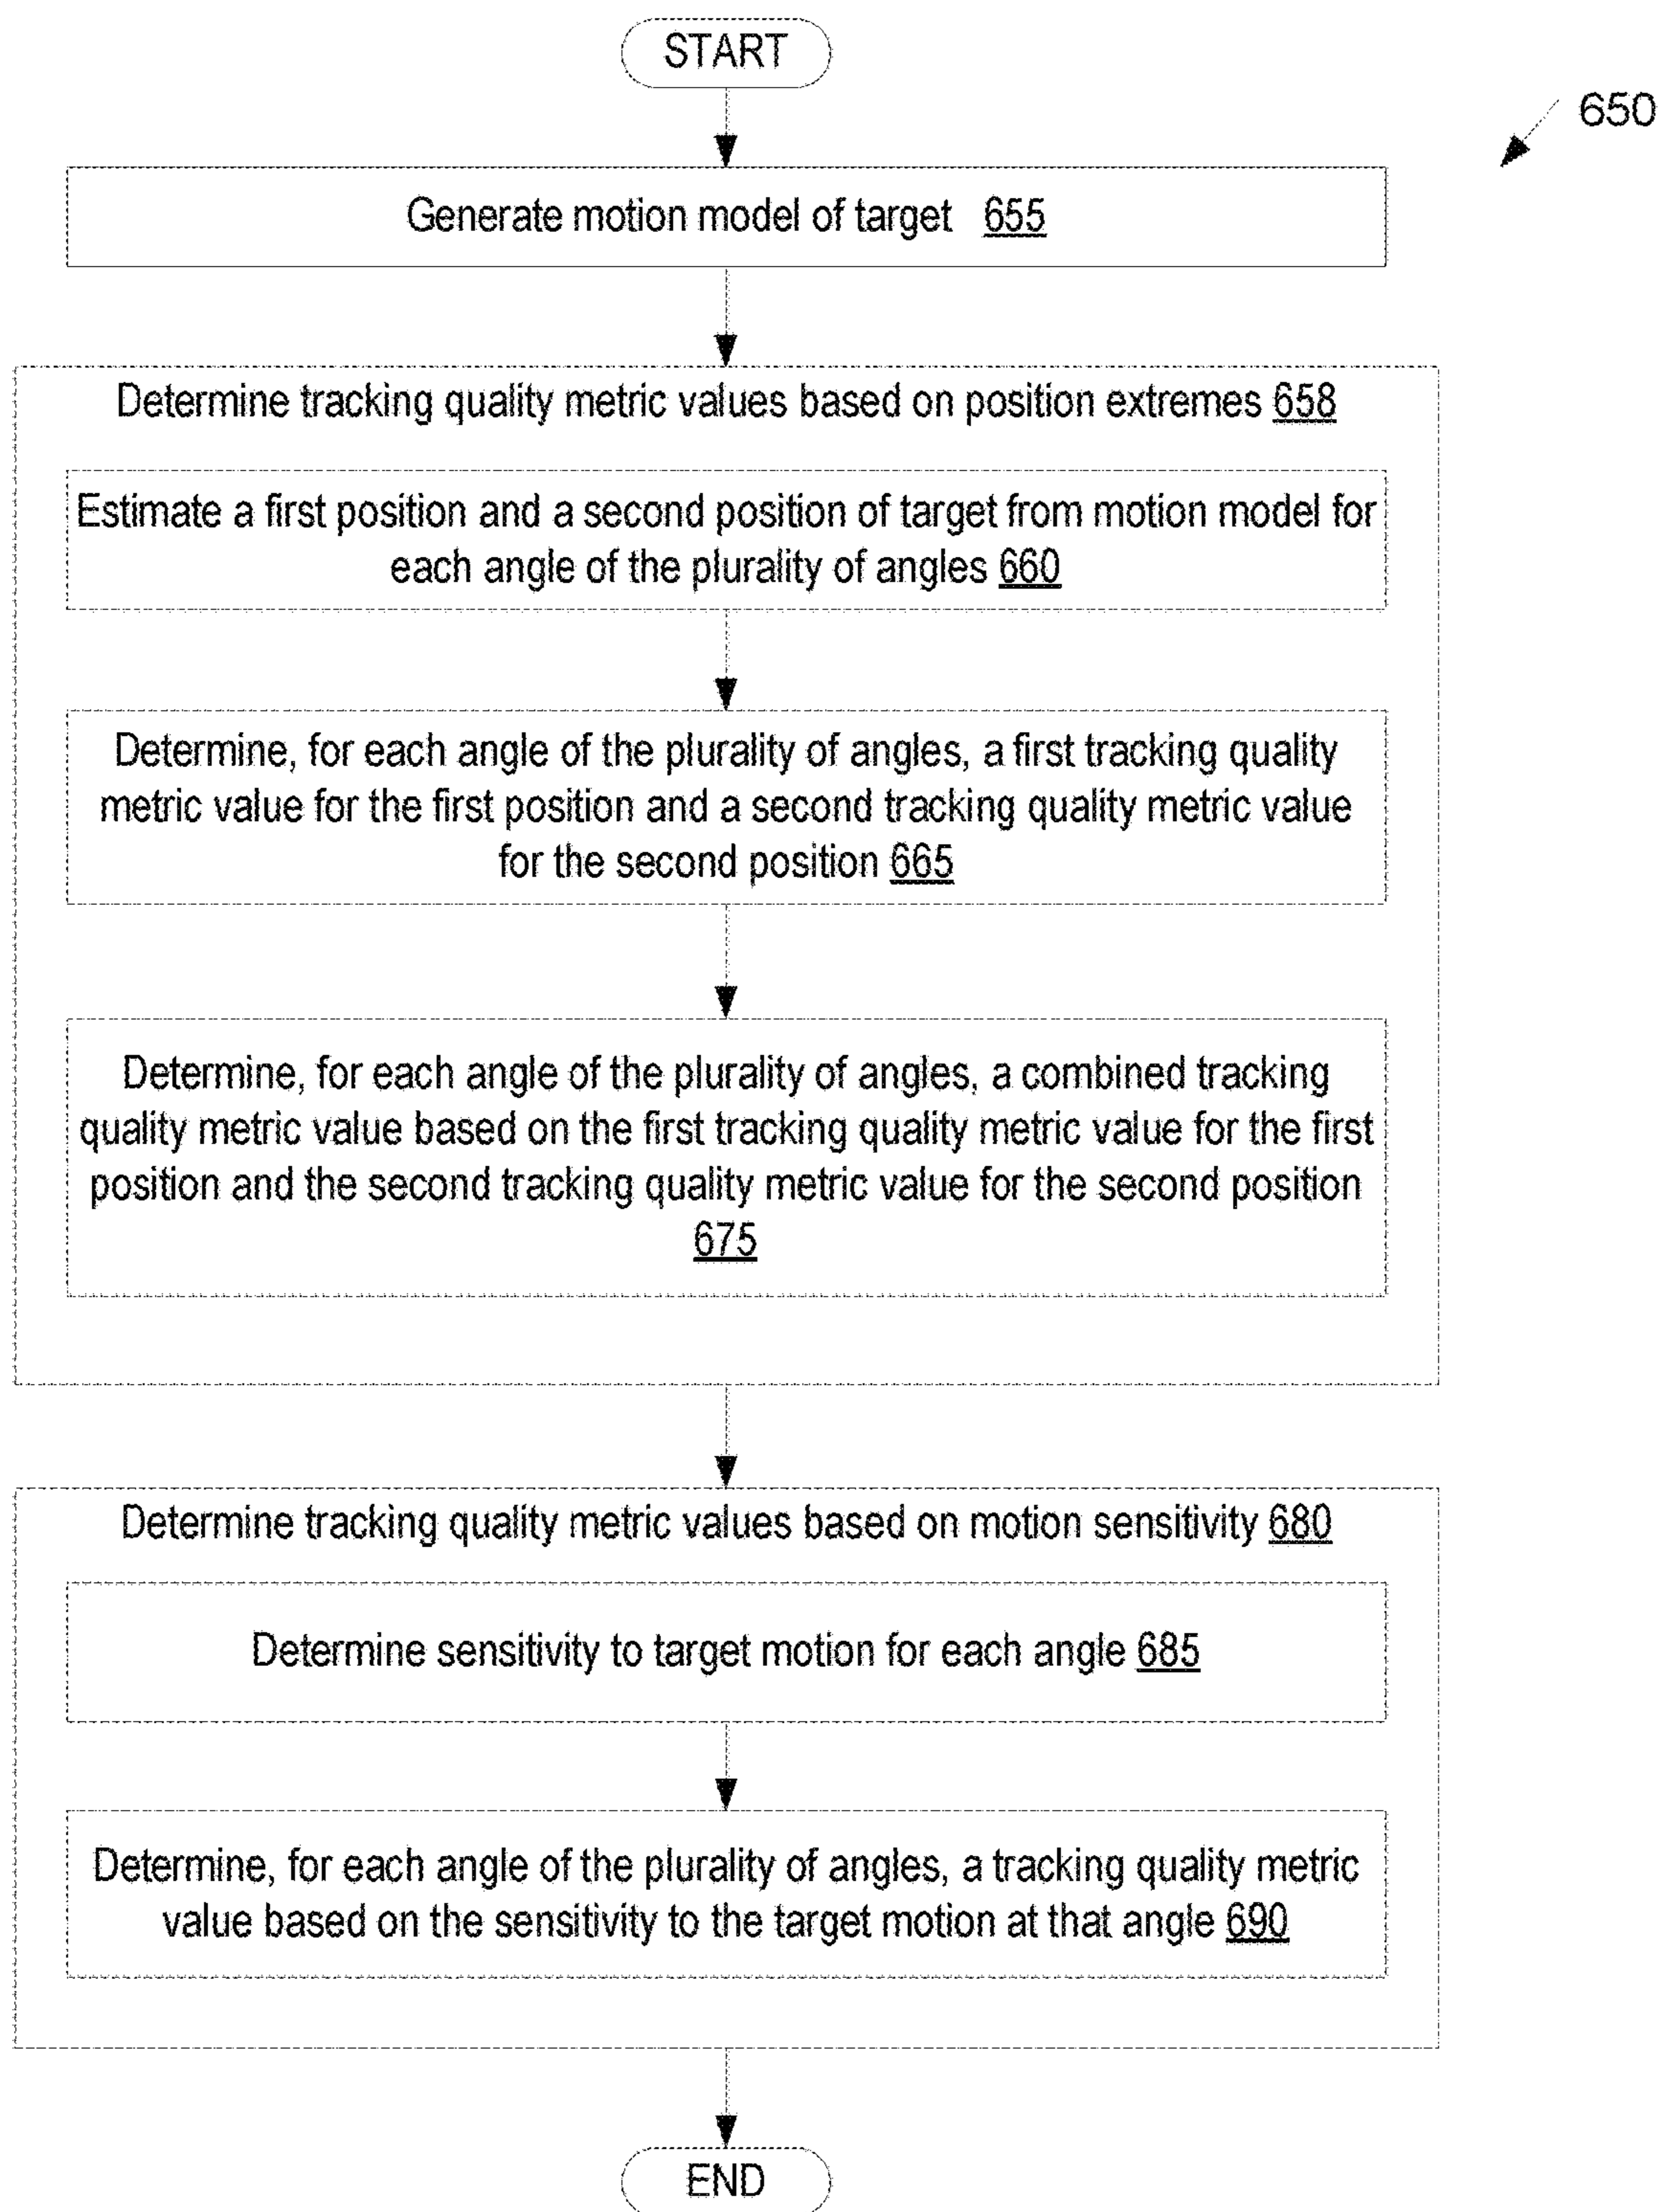 START
650
Generate motion model of target 655
Determine tracking quality metric values based on position extremes 658
Estimate a first position and a second position of target from motion model for
each angle of the plurality of angles 660
Determine, for each angle of the plurality of angles, a first tracking quality
metric value for the first position and a second tracking quality metric value
for the second position 665
Determine, for each angle of the plurality of angles, a combined tracking
quality metric value based on the first tracking quality metric value for the first
position and the second tracking quality metric value for the second position
675
Determine tracking quality metric values based on motion sensitivity 680
Determine sensitivity to target motion for each angle 685
Determine, for each angle of the plurality of angles, a tracking quality metric
value based on the sensitivity to the target motion at that angle 690
END